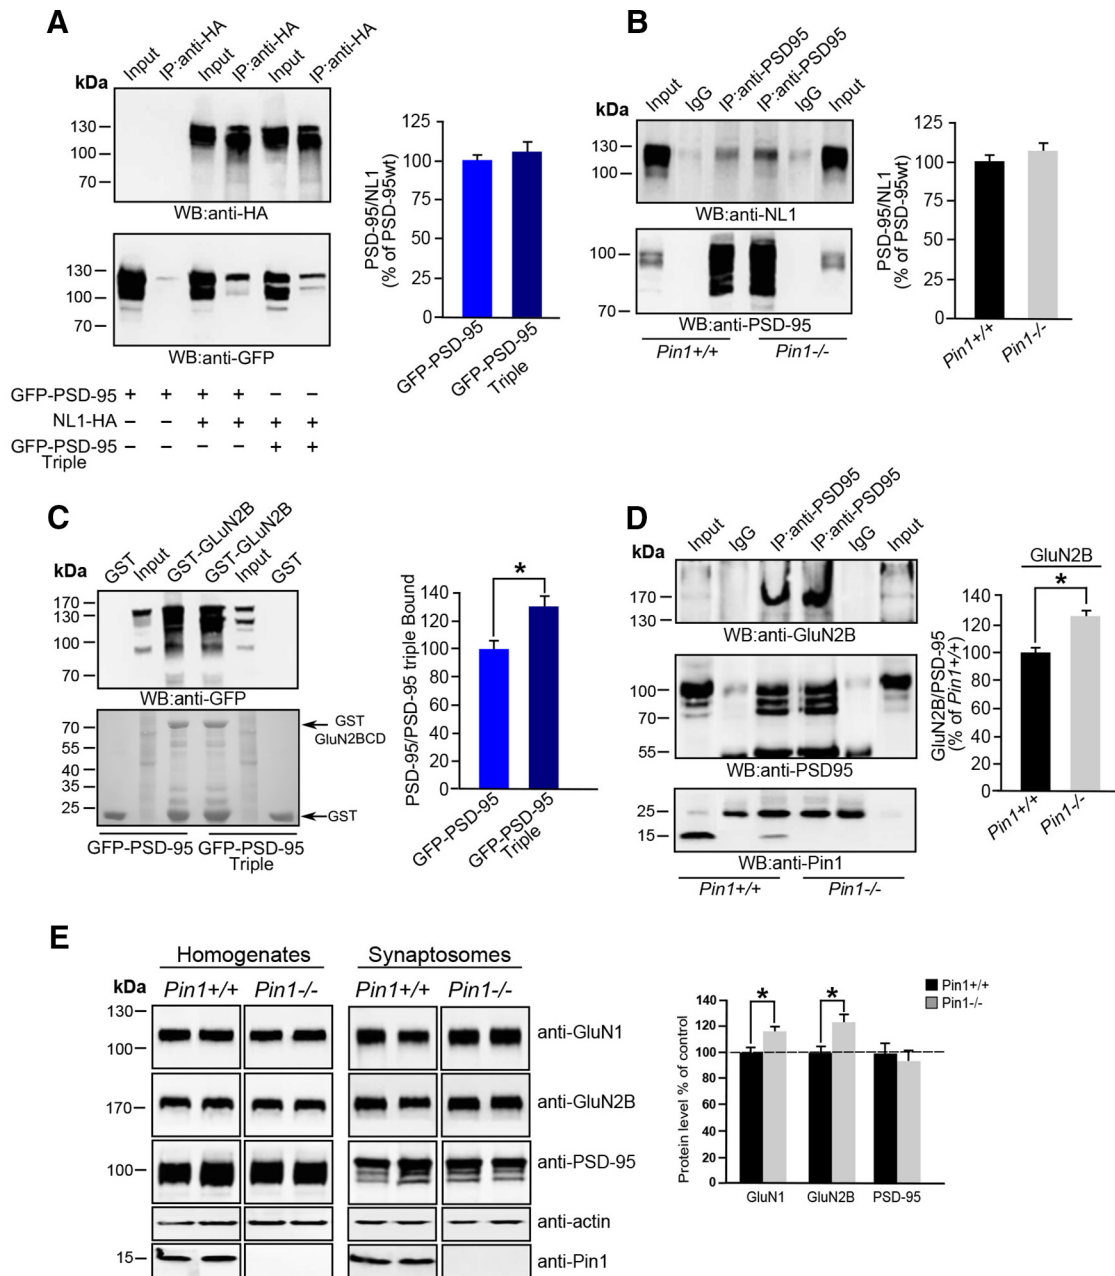 A
kDa
Input
IP:anti-HA
Input
IP:anti-HA
Input
IP:anti-HA
130
100
70
WB:anti-HA
130
100
70
WB:anti-GFP
GFP-PSD-95 + + + + − −
NL1-HA − − + + + +
GFP-PSD-95 − − − − + +
Triple
PSD-95/NL1
(% of PSD-95wt)
125
100
75
50
25
0
GFP-PSD-95
GFP-PSD-95
Triple
B
kDa
Input
IgG
IP:anti-PSD95
IP:anti-PSD95
IgG
Input
130
100
WB:anti-NL1
100
70
WB:anti-PSD-95
Pin1+/+ Pin1-/-
PSD-95/NL1
(% of PSD-95wt)
125
100
75
50
25
0
Pin1+/+
Pin1-/-
C
kDa
GST
Input
GST-GLuN2B
GST-GLuN2B
Input
GST
170
130
100
70
WB:anti-GFP
70
55
40
35
25
GST
GluN2BCD
GST
GFP-PSD-95 GFP-PSD-95
Triple
PSD-95/PSD-95 triple Bound
140
120
100
80
60
40
20
0
*
GFP-PSD-95
GFP-PSD-95
Triple
D
kDa
Input
IgG
IP:anti-PSD95
IP:anti-PSD95
IgG
Input
170
130
WB:anti-GluN2B
100
70
55
WB:anti-PSD95
25
15
WB:anti-Pin1
Pin1+/+ Pin1-/-
GluN2B
*
GluN2B/PSD-95
(% of Pin1+/+)
140
120
100
80
60
40
20
0
Pin1+/+
Pin1-/-
E
Homogenates Synaptosomes
kDa Pin1+/+ Pin1-/- Pin1+/+ Pin1-/-
130
100
anti-GluN1
170
anti-GluN2B
100
anti-PSD-95
anti-actin
15
anti-Pin1
Pin1+/+
Pin1-/-
Protein level % of control
140
120
100
80
60
40
20
0
* *
GluN1 GluN2B PSD-95